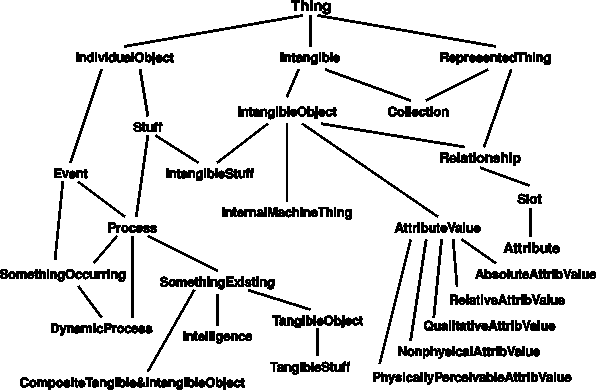 Thing
IndividualObject Intangible RepresentedThing
IntangibleObject Collection
Stuff
Relationship
Event IntangibleStuff
Slot
InternalMachineThing
Process AttributeValue
Attribute
SomethingOccurring SomethingExisting AbsoluteAttribValue
RelativeAttribValue
DynamicProcess Intelligence TangibleObject QualitativeAttribValue
NonphysicalAttribValue
TangibleStuff
CompositeTangible&IntangibleObject PhysicallyPerceivableAttribValue